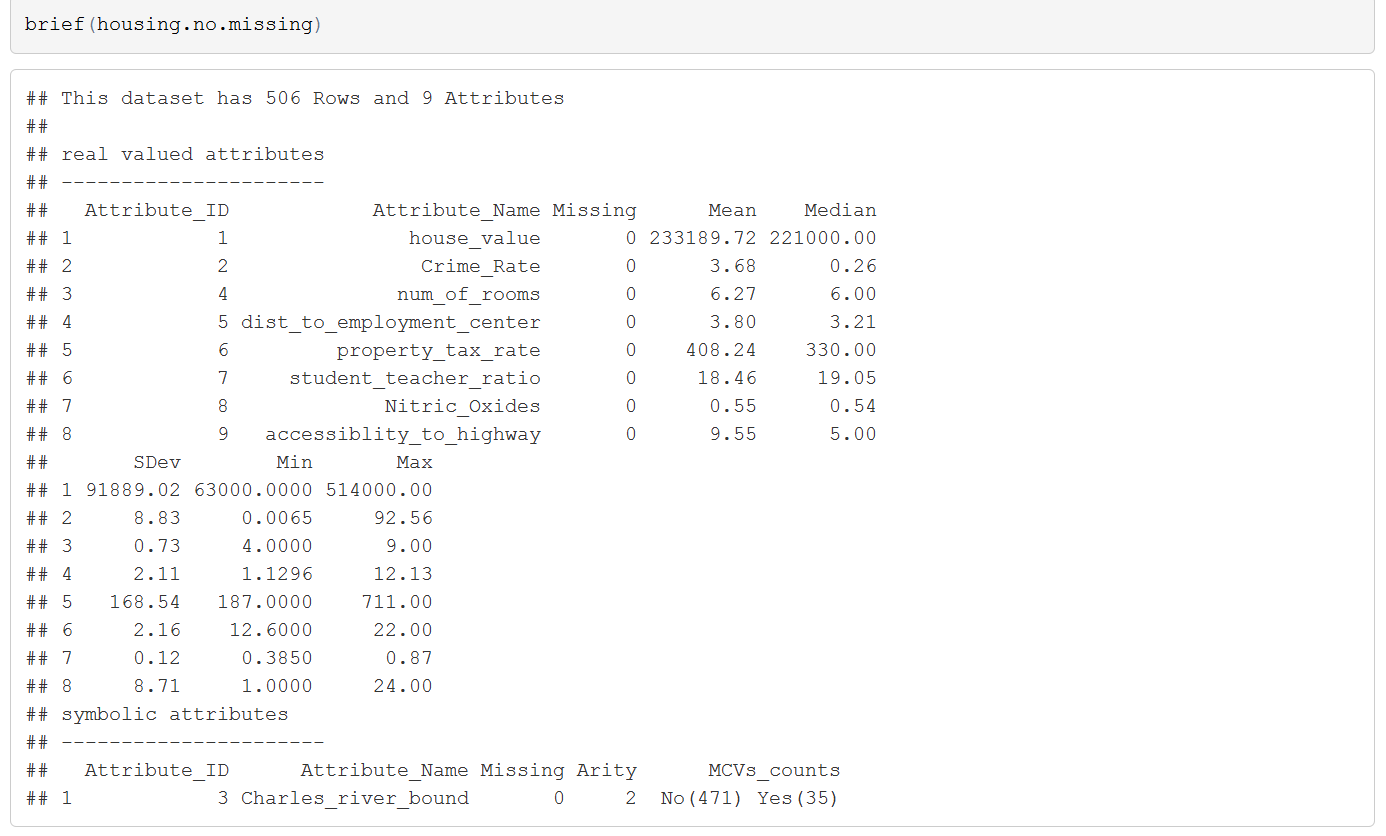 brief(housing.no.missing)
## This dataset has 506 Rows and 9 Attributes
##
## real valued attributes
## ----------------------
##   Attribute_ID            Attribute_Name Missing      Mean    Median
## 1            1               house_value       0 233189.72 221000.00
## 2            2                Crime_Rate       0      3.68      0.26
## 3            4              num_of_rooms       0      6.27      6.00
## 4            5 dist_to_employment_center       0      3.80      3.21
## 5            6         property_tax_rate       0    408.24    330.00
## 6            7     student_teacher_ratio       0     18.46     19.05
## 7            8             Nitric_Oxides       0      0.55      0.54
## 8            9   accessiblity_to_highway       0      9.55      5.00
##       SDev        Min       Max
## 1 91889.02 63000.0000 514000.00
## 2     8.83     0.0065     92.56
## 3     0.73     4.0000      9.00
## 4     2.11     1.1296     12.13
## 5   168.54   187.0000    711.00
## 6     2.16    12.6000     22.00
## 7     0.12     0.3850      0.87
## 8     8.71     1.0000     24.00
## symbolic attributes
## ----------------------
##   Attribute_ID      Attribute_Name Missing Arity      MCVs_counts
## 1            3 Charles_river_bound       0     2  No(471) Yes(35)